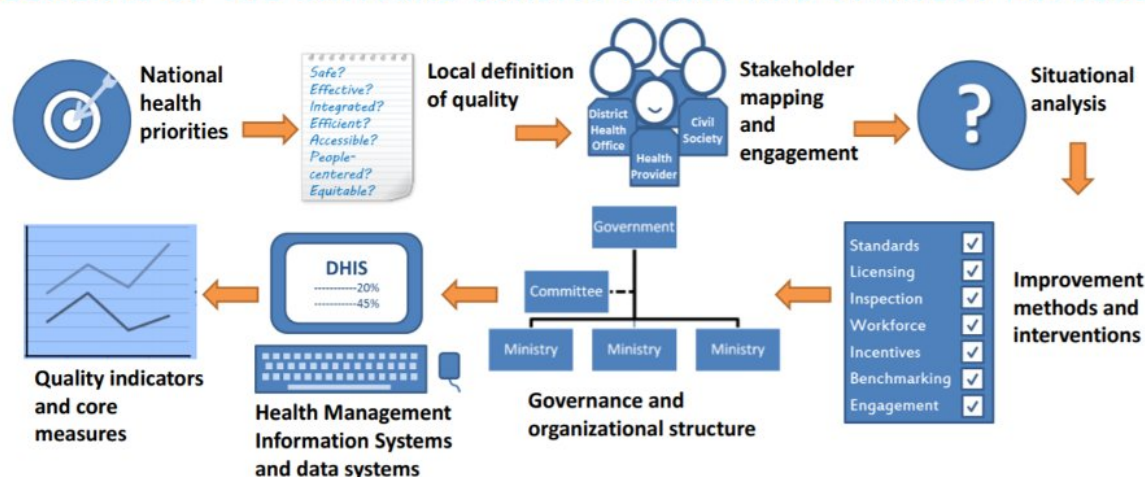 National
health
priorities
Safe?
Effective?
Integrated?
Efficient?
Accessible?
People-
centered?
Equitable?
Local definition
of quality
District
Health
Office
Civil
Society
Health
Provider
Stakeholder
mapping
and
engagement
?
Situational
analysis
Standards
Licensing
Inspection
Workforce
Incentives
Benchmarking
Engagement
Improvement
methods and
interventions
Government
Committee
Ministry
Ministry
Ministry
Governance and
organizational structure
DHIS
-----------20%
-----------45%
Health Management
Information Systems
and data systems
Quality indicators
and core
measures